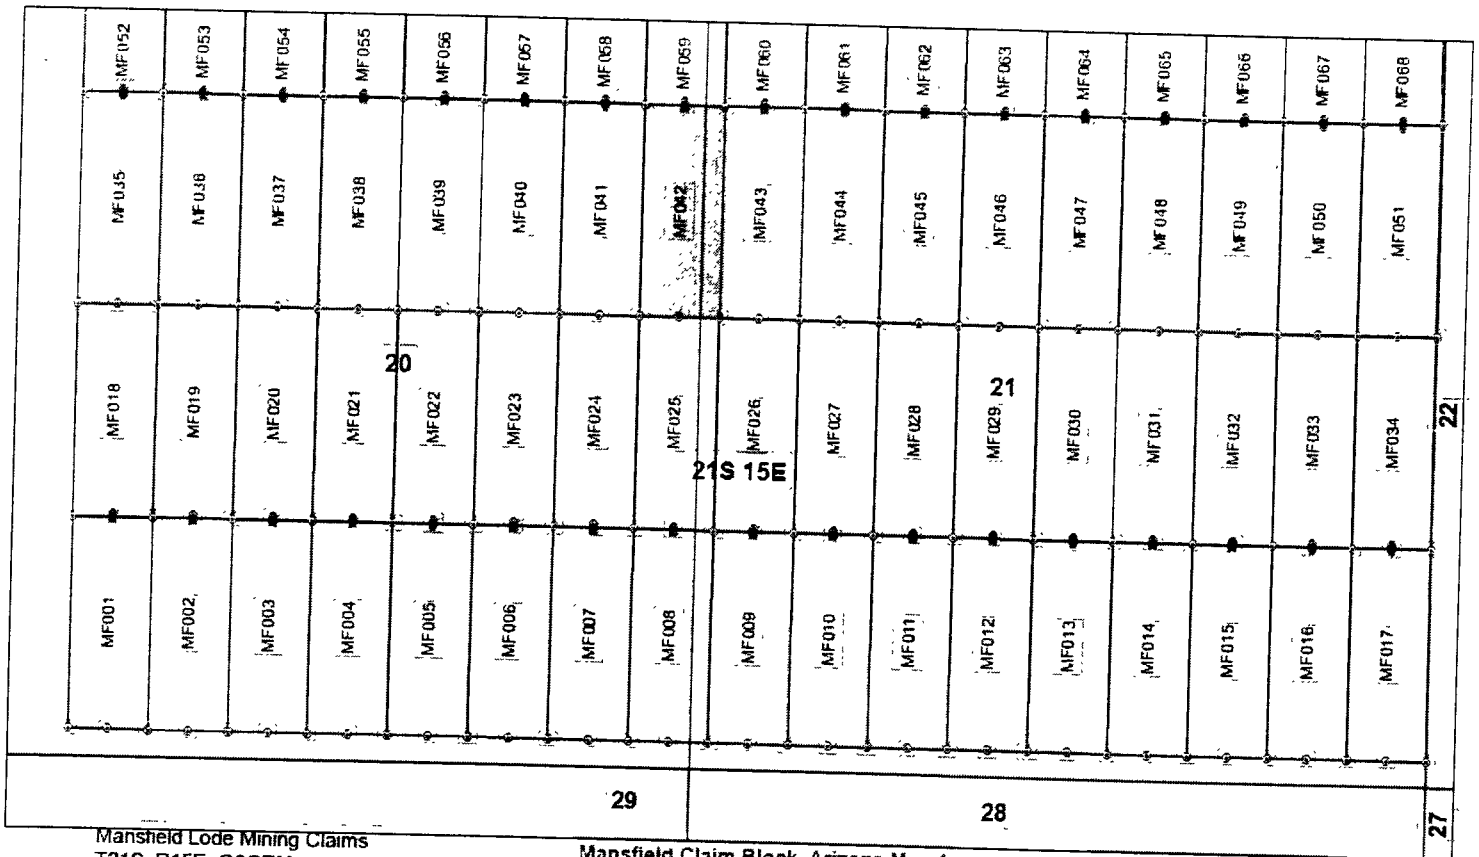 MF052 MF053 MF054 MF055 MF056 MF057 MF058 MF059 MF060 MF061 MF062 MF063 MF064 MF065 MF066 MF067 MF068
MF035 MF036 MF037 MF038 MF039 MF040 MF041 MF042 MF043 MF044 MF045 MF046 MF047 MF048 MF049 MF050 MF051
20
21
22
MF018 MF019 MF020 MF021 MF022 MF023 MF024 MF025 MF026 MF027 MF028 MF029 MF030 MF031 MF032 MF033 MF034
21S 15E
MF001 MF002 MF003 MF004 MF005 MF006 MF007 MF008 MF009 MF010 MF011 MF012 MF013 MF014 MF015 MF016 MF017
29
28
27
Mansfield Lode Mining Claims
Mansfield Claim Block, Arizona